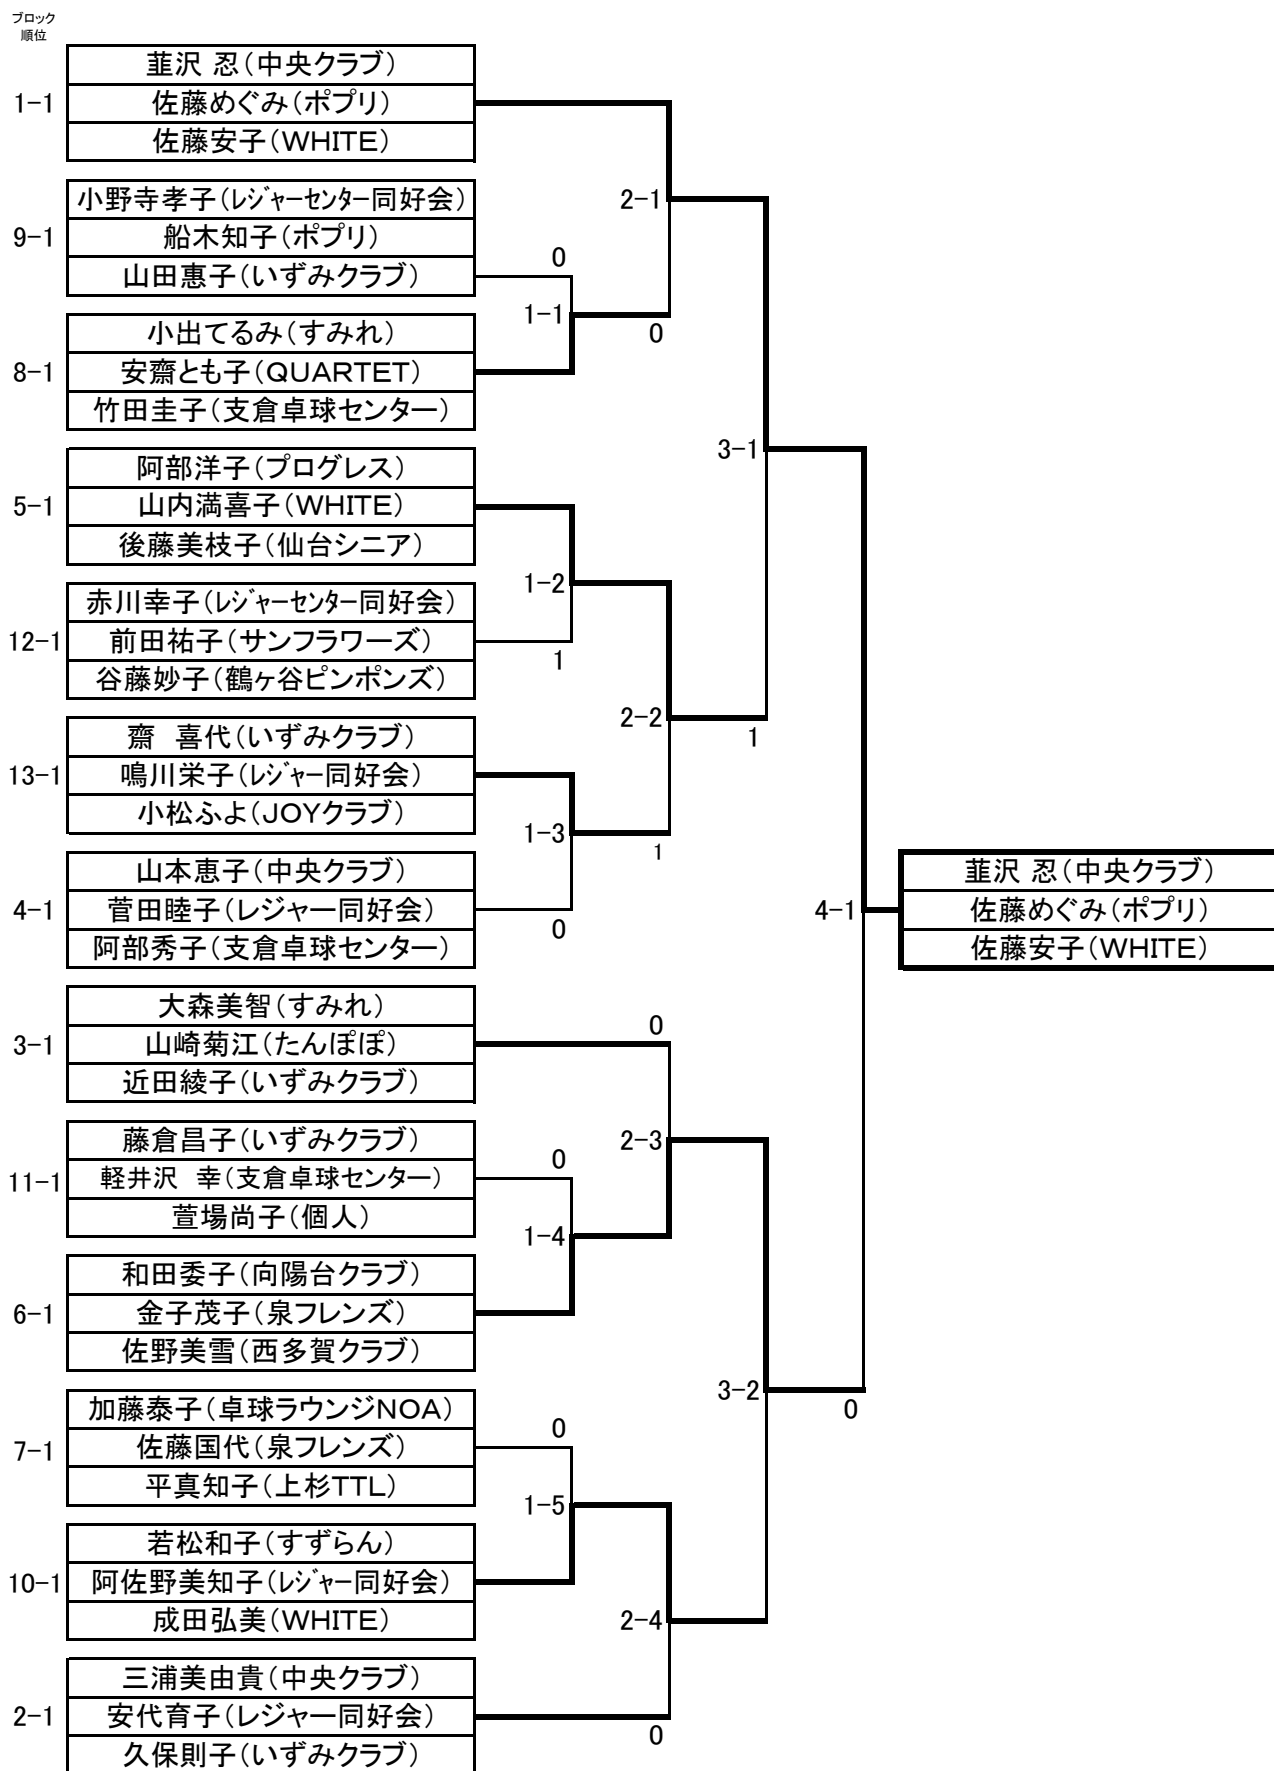 ブロック
順位
1-1
韮沢 忍(中央クラブ)
佐藤めぐみ(ポプリ)
佐藤安子(WHITE)
9-1
小野寺孝子(レジャーセンター同好会)
船木知子(ポプリ)
山田惠子(いずみクラブ)
8-1
小出てるみ(すみれ)
安齋とも子(QUARTET)
竹田圭子(支倉卓球センター)
5-1
阿部洋子(プログレス)
山内満喜子(WHITE)
後藤美枝子(仙台シニア)
12-1
赤川幸子(レジャーセンター同好会)
前田祐子(サンフラワーズ)
谷藤妙子(鶴ヶ谷ピンポンズ)
13-1
齋 喜代(いずみクラブ)
鳴川栄子(レジャー同好会)
小松ふよ(JOYクラブ)
4-1
山本恵子(中央クラブ)
菅田睦子(レジャー同好会)
阿部秀子(支倉卓球センター)
3-1
大森美智(すみれ)
山崎菊江(たんぽぽ)
近田綾子(いずみクラブ)
11-1
藤倉昌子(いずみクラブ)
軽井沢 幸(支倉卓球センター)
萱場尚子(個人)
6-1
和田委子(向陽台クラブ)
金子茂子(泉フレンズ)
佐野美雪(西多賀クラブ)
7-1
加藤泰子(卓球ラウンジNOA)
佐藤国代(泉フレンズ)
平真知子(上杉TTL)
10-1
若松和子(すずらん)
阿佐野美知子(レジャー同好会)
成田弘美(WHITE)
2-1
三浦美由貴(中央クラブ)
安代育子(レジャー同好会)
久保則子(いずみクラブ)
0
1-1
1-2
1
1-3
0
0
1-4
0
1-5
2-1
0
2-2
1
0
2-3
2-4
0
3-1
1
3-2
4-1
0
韮沢 忍(中央クラブ)
佐藤めぐみ(ポプリ)
佐藤安子(WHITE)